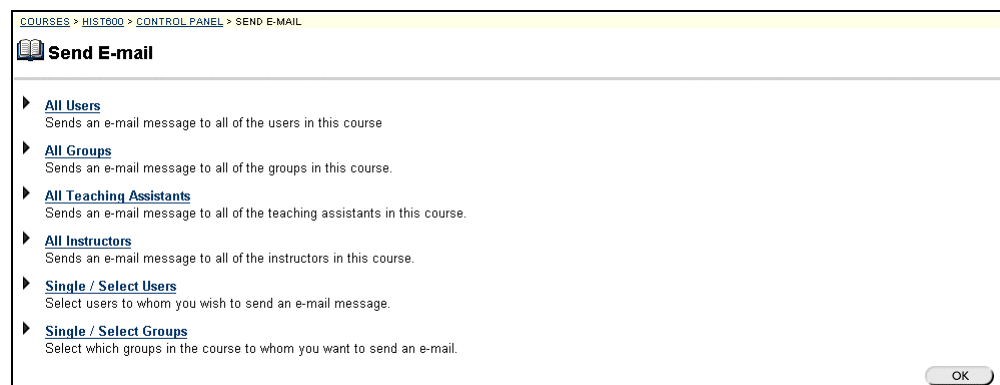 COURSES > HIST600 > CONTROL PANEL > SEND E-MAIL
Send E-mail
All Users
Sends an e-mail message to all of the users in this course
All Groups
Sends an e-mail message to all of the groups in this course.
All Teaching Assistants
Sends an e-mail message to all of the teaching assistants in this course.
All Instructors
Sends an e-mail message to all of the instructors in this course.
Single / Select Users
Select users to whom you wish to send an e-mail message.
Single / Select Groups
Select which groups in the course to whom you want to send an e-mail.
OK